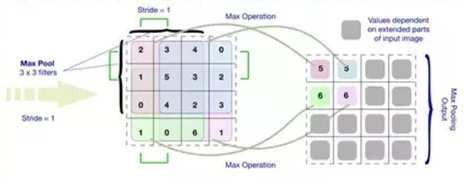 Stride = 1
Max Operation
Values dependent
on extended parts
of input image
Max Pool
3 x 3 filters
Stride = 1
2 3 4 0
1 5 3 2
0 4 2 3
1 0 6 1
5 5
6 6
Max Pooling
Output
Max Operation